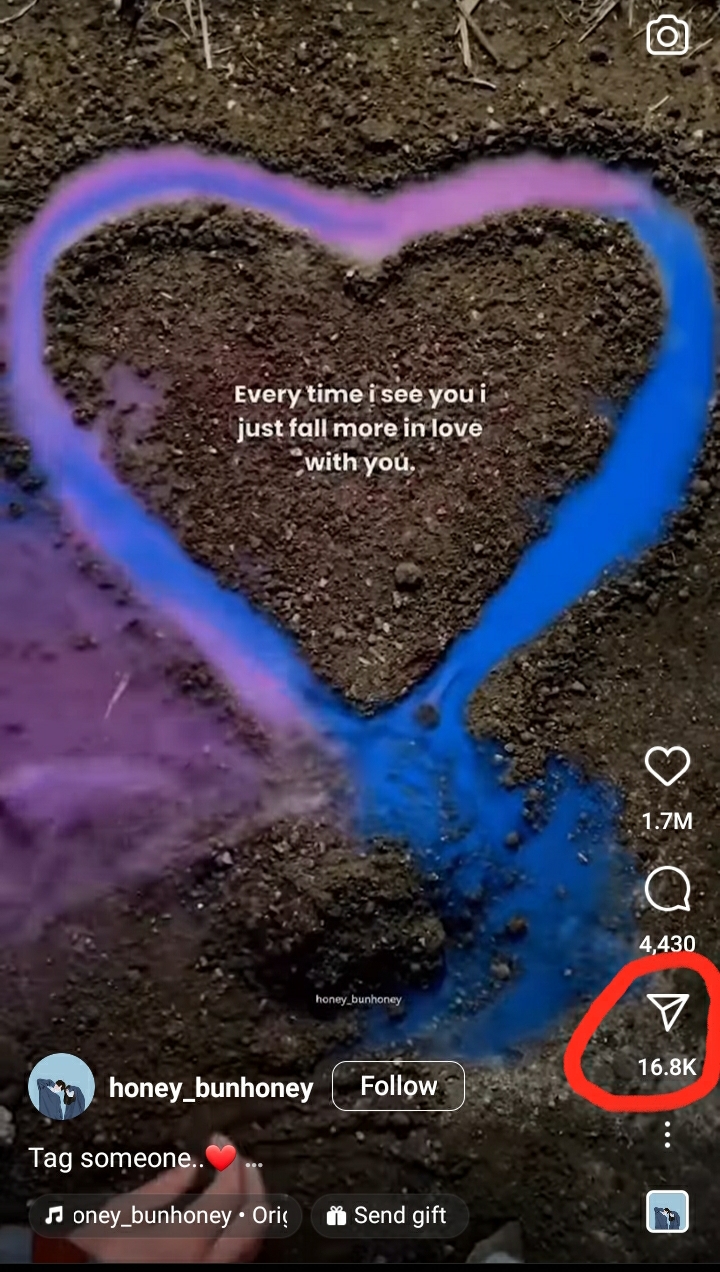 Every time i see you i
just fall more in love
with you.
1.7M
4,430
honey_bunhoney
16.8K
honey_bunhoney
Follow
Tag someone..❤️ ...
oney_bunhoney • Orig
Send gift